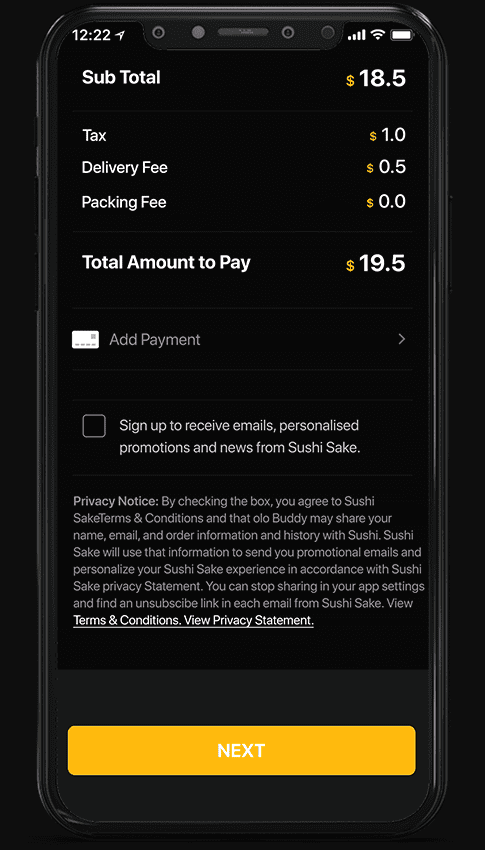 12:22
Sub Total $ 18.5
Tax $ 1.0
Delivery Fee $ 0.5
Packing Fee $ 0.0
Total Amount to Pay $ 19.5
Add Payment
Sign up to receive emails, personalised
promotions and news from Sushi Sake.
Privacy Notice: By checking the box, you agree to Sushi
SakeTerms & Conditions and that olo Buddy may share your
name, email, and order information and history with Sushi. Sushi
Sake will use that information to send you promotional emails and
personalize your Sushi Sake experience in accordance with Sushi
Sake privacy Statement. You can stop sharing in your app settings
and find an unsubscibe link in each email from Sushi Sake. View
Terms & Conditions. View Privacy Statement.
NEXT